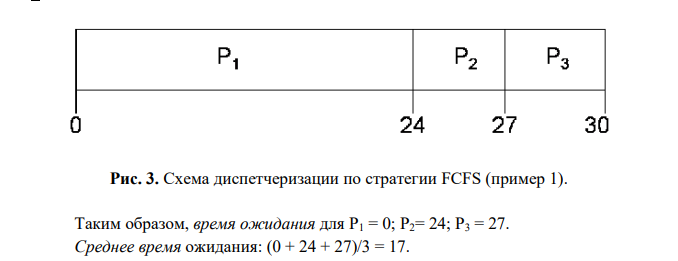 P₁ P₂ P₃
0 24 27 30
Рис. 3. Схема диспетчеризации по стратегии FCFS (пример 1).
Таким образом, время ожидания для P₁ = 0; P₂= 24; P₃ = 27.
Среднее время ожидания: (0 + 24 + 27)/3 = 17.